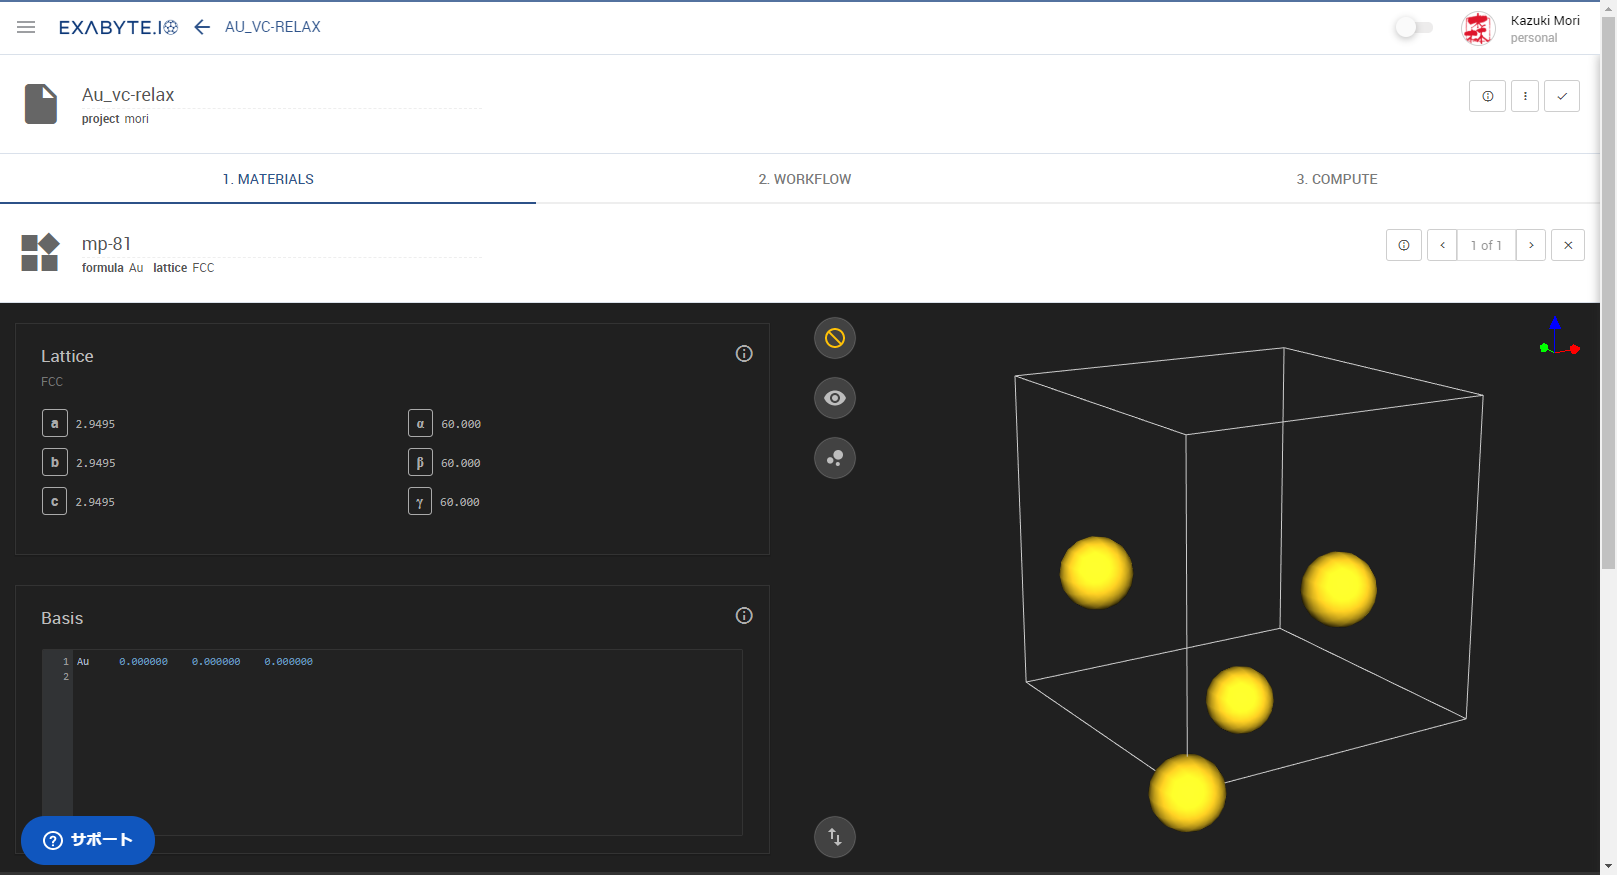 EXABYTE.IO AU_VC-RELAX
Kazuki Mori
personal
Au_vc-relax
project mori
1. MATERIALS
2. WORKFLOW
3. COMPUTE
mp-81
formula Au lattice FCC
1 of 1
Lattice
FCC
a 2.9495
α 60.000
b 2.9495
β 60.000
c 2.9495
γ 60.000
Basis
1 Au 0.000000 0.000000 0.000000
2
サポート